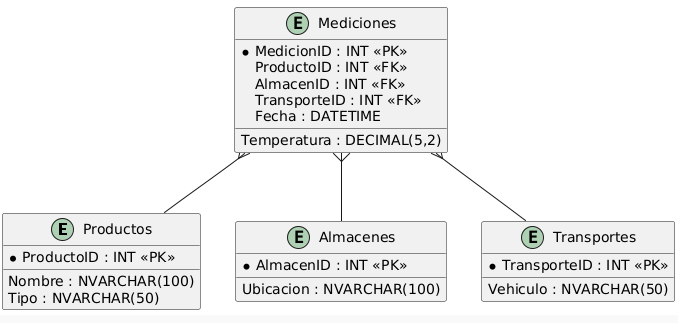 E Mediciones
MedicionID : INT «PK»
ProductoID : INT «FK»
AlmacenID : INT «FK»
TransporteID : INT «FK»
Fecha : DATETIME
Temperatura : DECIMAL(5,2)
E Productos
ProductoID : INT «PK»
Nombre : NVARCHAR(100)
Tipo : NVARCHAR(50)
E Almacenes
AlmacenID : INT «PK»
Ubicacion : NVARCHAR(100)
E Transportes
TransporteID : INT «PK»
Vehiculo : NVARCHAR(50)